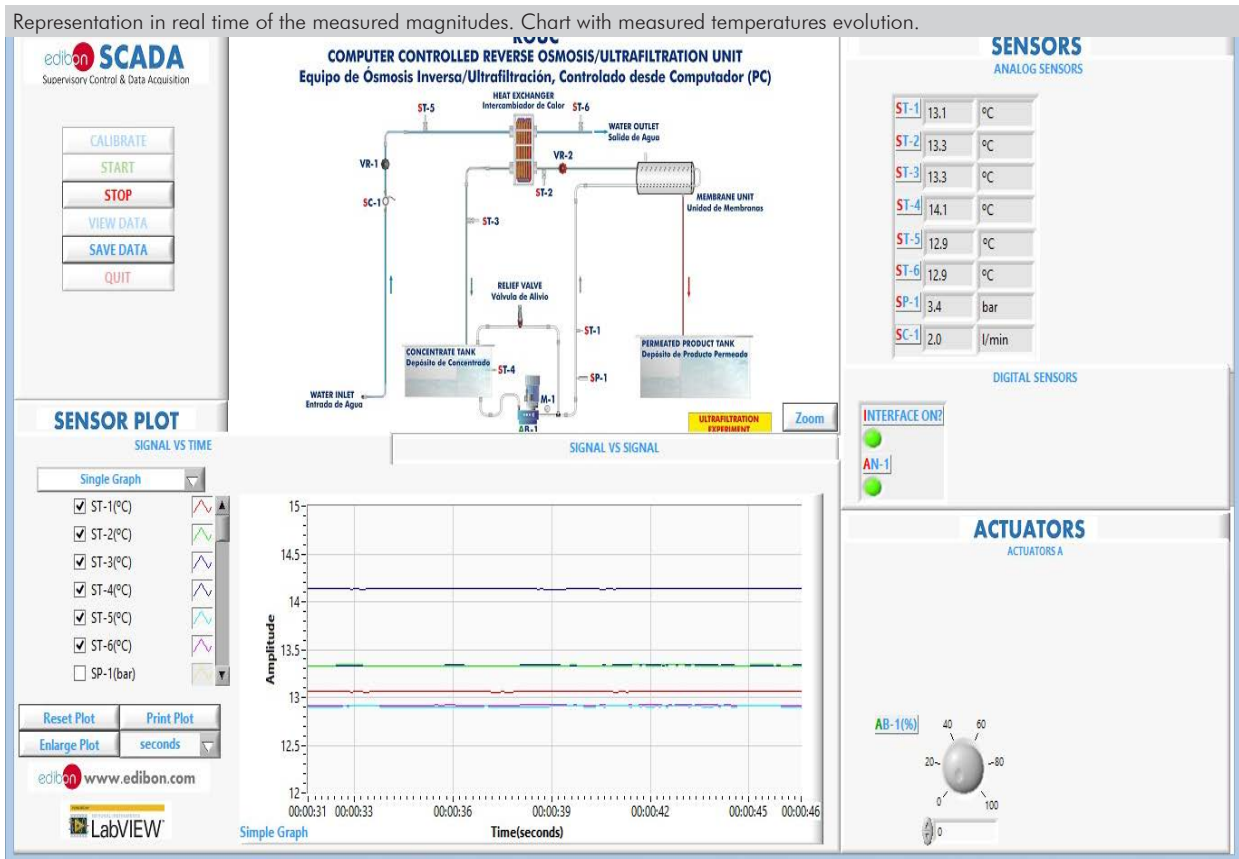 Representation in real time of the measured magnitudes. Chart with measured temperatures evolution.
edibon SCADA
Supervisory Control & Data Acquisition
CALIBRATE
START
STOP
VIEW DATA
SAVE DATA
QUIT
ROUC
COMPUTER CONTROLLED REVERSE OSMOSIS/ULTRAFILTRATION UNIT
Equipo de Ósmosis Inversa/Ultrafiltración, Controlado desde Computador (PC)
HEAT EXCHANGER
Intercambiador de Calor
ST-5
ST-6
WATER OUTLET
Salida de Agua
VR-1
VR-2
ST-2
SC-1
MEMBRANE UNIT
Unidad de Membranas
ST-3
RELIEF VALVE
Válvula de Alivio
ST-1
CONCENTRATE TANK
Depósito de Concentrado
PERMEATED PRODUCT TANK
Depósito de Producto Permeado
ST-4
SP-1
WATER INLET
Entrada de Agua
M-1
AB-1
ULTRAFILTRATION
EXPERIMENT
Zoom
SENSORS
ANALOG SENSORS
ST-1 13.1 ºC
ST-2 13.3 ºC
ST-3 13.3 ºC
ST-4 14.1 ºC
ST-5 12.9 ºC
ST-6 12.9 ºC
SP-1 3.4 bar
SC-1 2.0 l/min
DIGITAL SENSORS
INTERFACE ON?
AN-1
SENSOR PLOT
SIGNAL VS TIME
SIGNAL VS SIGNAL
Single Graph
ST-1(ºC)
ST-2(ºC)
ST-3(ºC)
ST-4(ºC)
ST-5(ºC)
ST-6(ºC)
SP-1(bar)
Reset Plot Print Plot
Enlarge Plot seconds
edibon www.edibon.com
LabVIEW
Amplitude
15
14.5
14
13.5
13
12.5
12
00:00:31 00:00:33 00:00:36 00:00:39 00:00:42 00:00:45 00:00:46
Simple Graph
Time(seconds)
ACTUATORS
ACTUATORS A
AB-1(%)
40 60
20 80
0 100
0